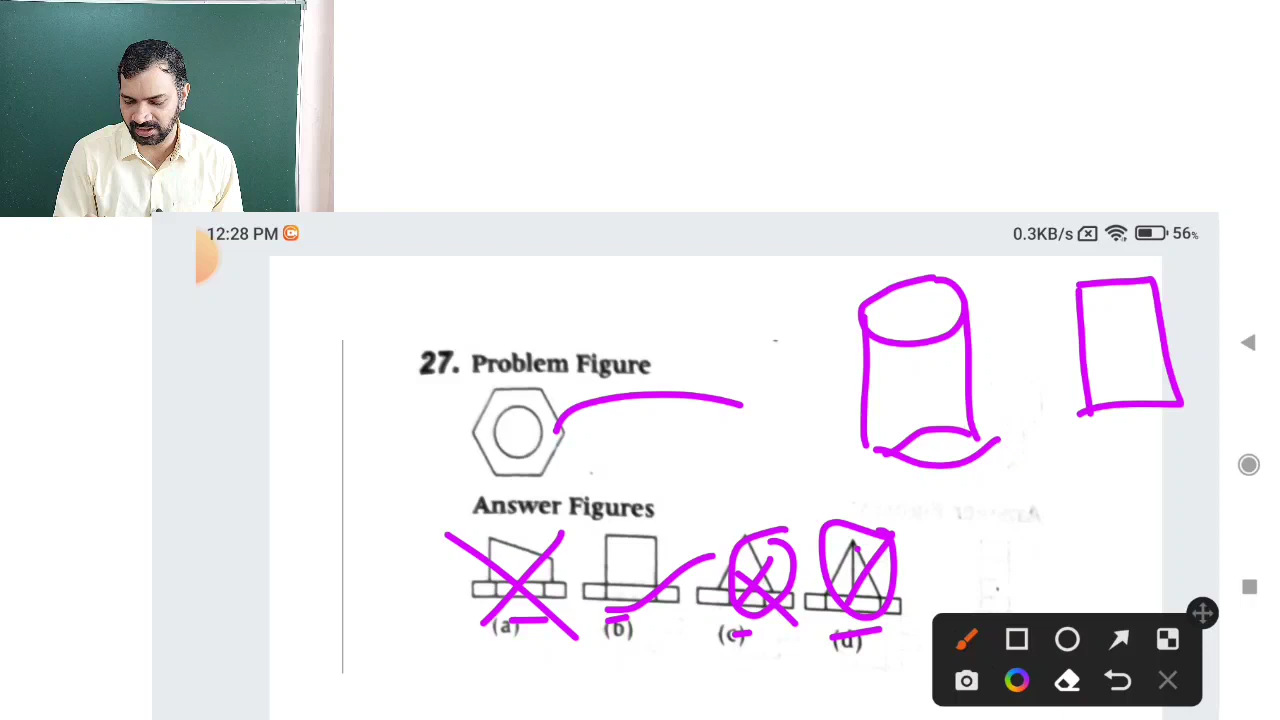 12:28 PM
0.3KB/s 56%
27. Problem Figure
Answer Figures
(a)
(b)
(c)
(d)